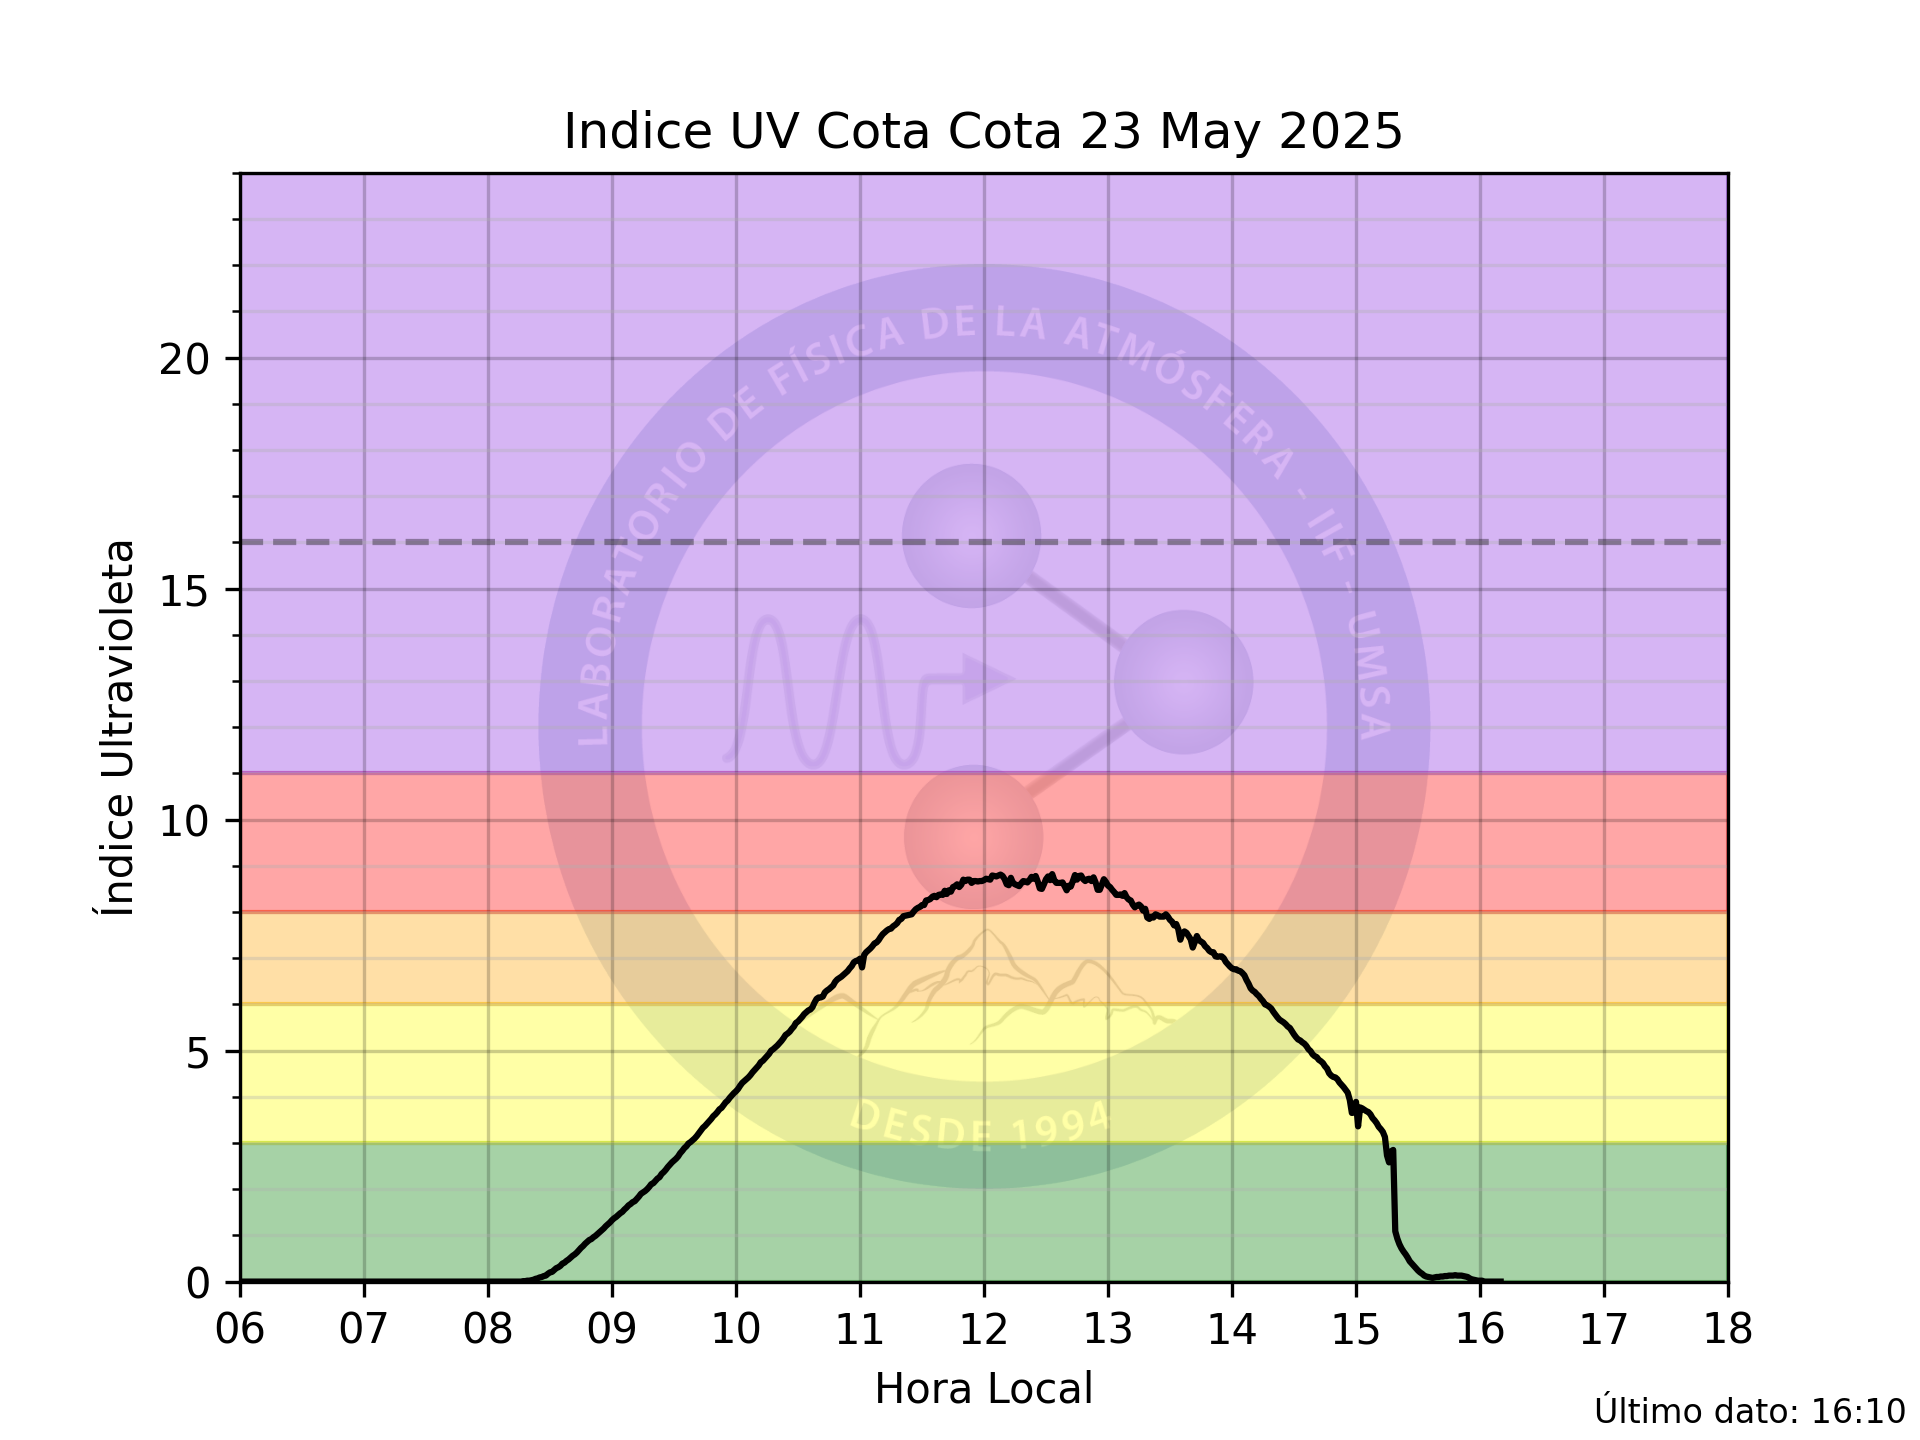 Indice UV Cota Cota 23 May 2025
Índice Ultravioleta
20
15
10
5
0
LABORATORIO DE FÍSICA DE LA ATMÓSFERA - IIF - UMSA
DESDE 1994
06 07 08 09 10 11 12 13 14 15 16 17 18
Hora Local
Último dato: 16:10